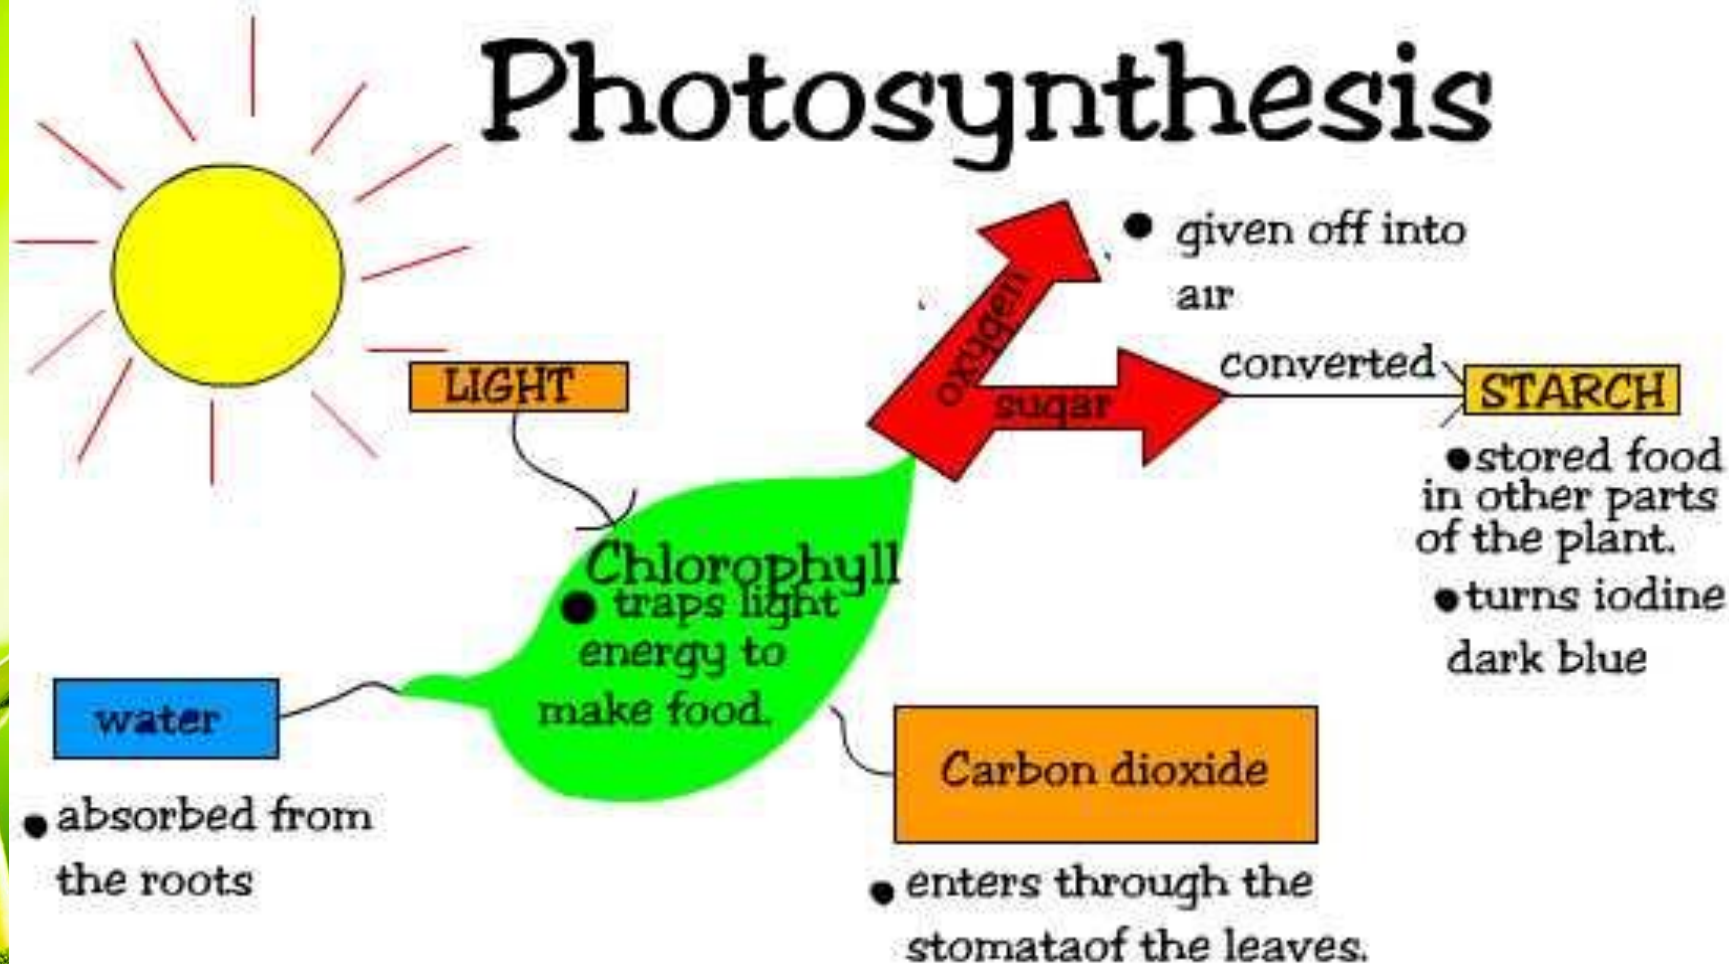 Photosynthesis
● given off into
air
oxygen
sugar
converted
STARCH
●stored food
in other parts
of the plant.
●turns iodine
dark blue
LIGHT
Chlorophyll
● traps light
energy to
make food.
water
● absorbed from
the roots
Carbon dioxide
● enters through the
stomataof the leaves.